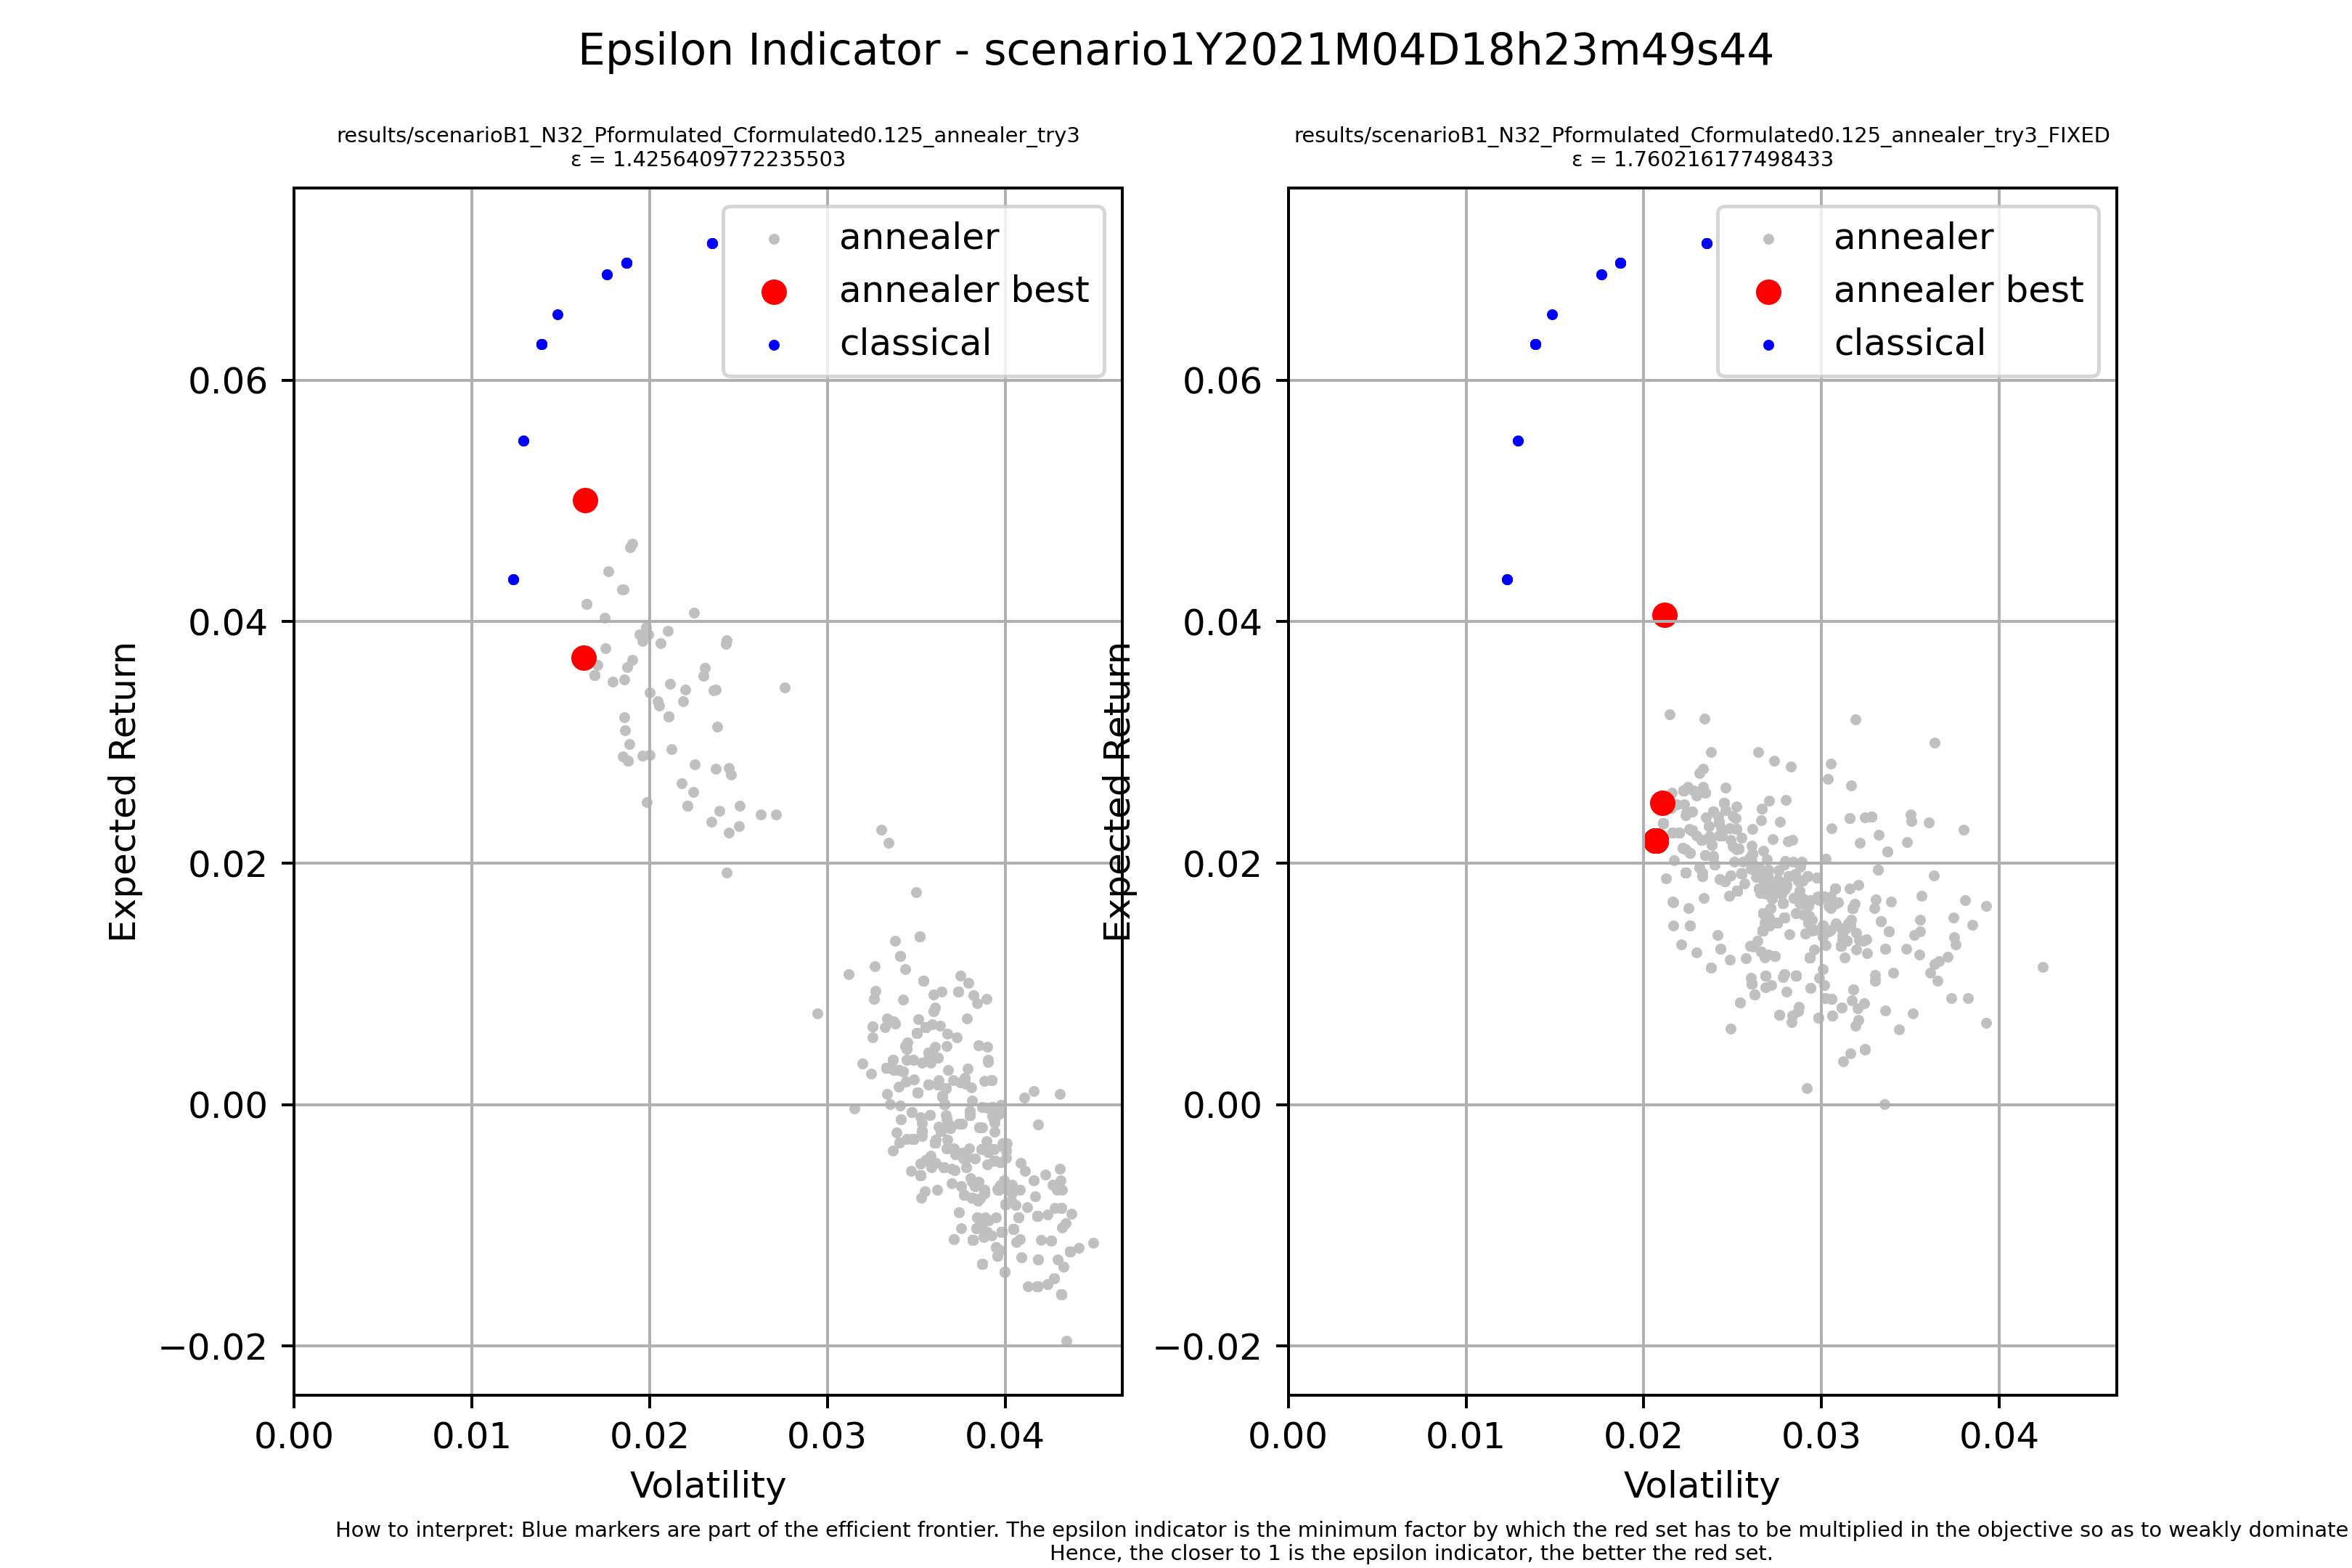 Epsilon Indicator - scenario1Y2021M04D18h23m49s44
results/scenarioB1_N32_Pformulated_Cformulated0.125_annealer_try3
ε = 1.4256409772235503
annealer
annealer best
classical
0.06
0.04
0.02
0.00
−0.02
Expected Return
0.00 0.01 0.02 0.03 0.04
Volatility
results/scenarioB1_N32_Pformulated_Cformulated0.125_annealer_try3_FIXED
ε = 1.760216177498433
annealer
annealer best
classical
0.06
0.04
0.02
0.00
−0.02
Expected Return
0.00 0.01 0.02 0.03 0.04
Volatility
How to interpret: Blue markers are part of the efficient frontier. The epsilon indicator is the minimum factor by which the red set has to be multiplied in the objective so as to weakly dominate
Hence, the closer to 1 is the epsilon indicator, the better the red set.